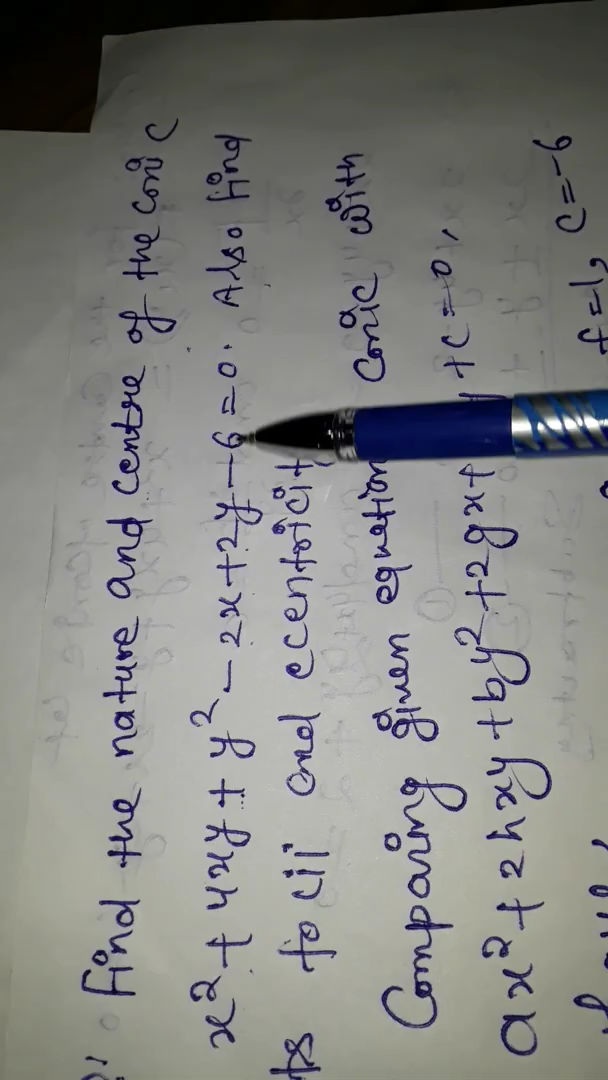 Find the nature and centre of the conic
x² + 4xy + y² - 2x + 2y - 6 = 0. Also find
its focii and eccentricity
Comparing given equation conic with
ax² + 2hxy + by² + 2gx + + c = 0,
f = 1, c = -6